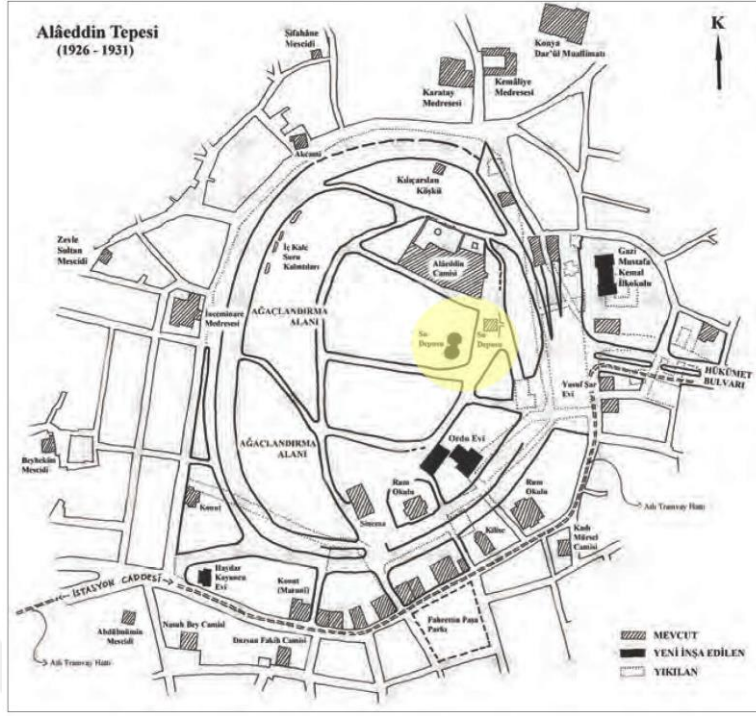 Alâeddin Tepesi
(1926 - 1931)
Şifahâne
Mescidi
Konya
Dar'ül Muallimatı
K
Karatay
Medresesi
Kemâliye
Medresesi
Kılıçarslan
Köşkü
Zevle
Sultan
Mescidi
İç Kale
Suru
Kalıntıları
Alâeddin
Camisi
Gazi
Mustafa
Kemal
İlkokulu
İnceminare
Medresesi
AĞAÇLANDIRMA
ALANI
Su
Deposu
Su
Deposu
HÜKÜMET
BULVARI
Yusuf Şar
Evi
AĞAÇLANDIRMA
ALANI
Ordu Evi
Beyhekim
Mescidi
Rum
Okulu
Rum
Okulu
Atlı Tramvay Hattı
Konut
Sinema
Kilise
Kadı
Mürsel
Camisi
Haydar
Koyuncu
Evi
İSTASYON CADDESİ
Konut
Abdülmümin
Mescidi
Nasuh Bey Camisi
Dursun Fakih Camisi
Fahrettin Paşa
Parkı
Atlı Tramvay Hattı
MEVCUT
YENİ İNŞA EDİLEN
YIKILAN